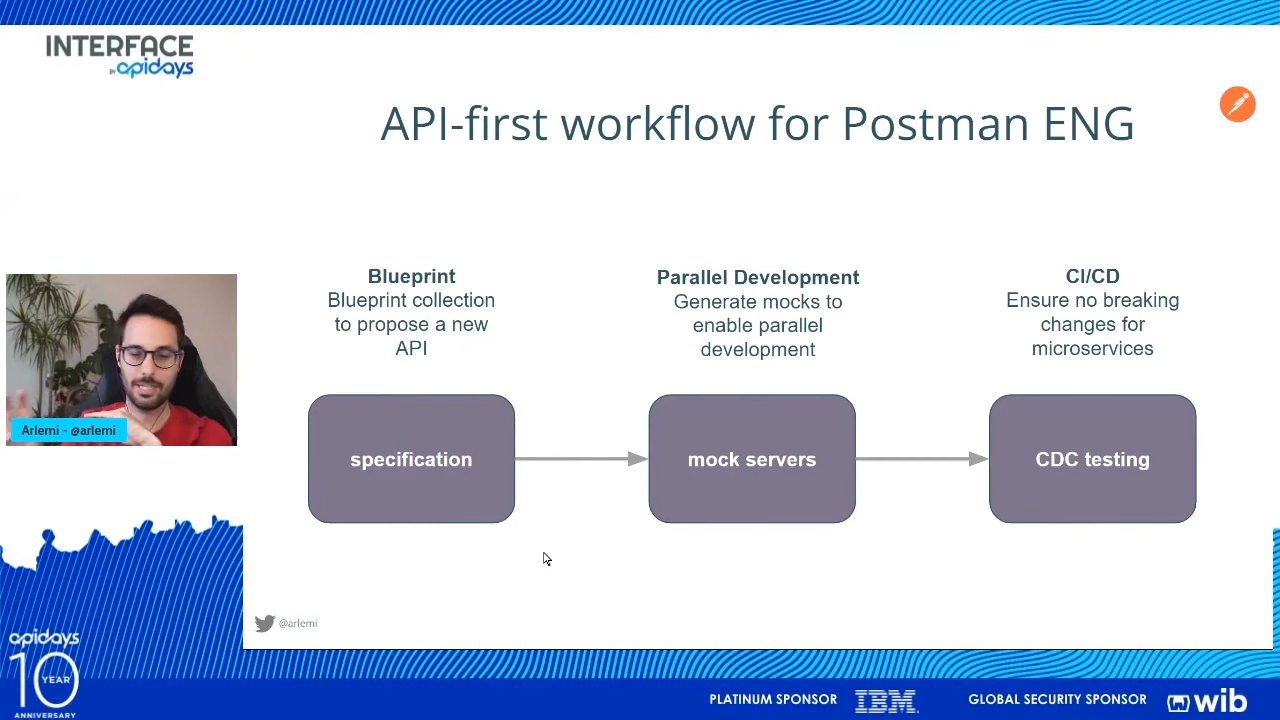 INTERFACE
BY apidays
API-first workflow for Postman ENG
Blueprint
Blueprint collection
to propose a new
API
Parallel Development
Generate mocks to
enable parallel
development
CI/CD
Ensure no breaking
changes for
microservices
specification
mock servers
CDC testing
Arlemi - @arlemi
@arlemi
apidays
10
YEAR
ANNIVERSARY
PLATINUM SPONSOR
IBM
GLOBAL SECURITY SPONSOR
wib